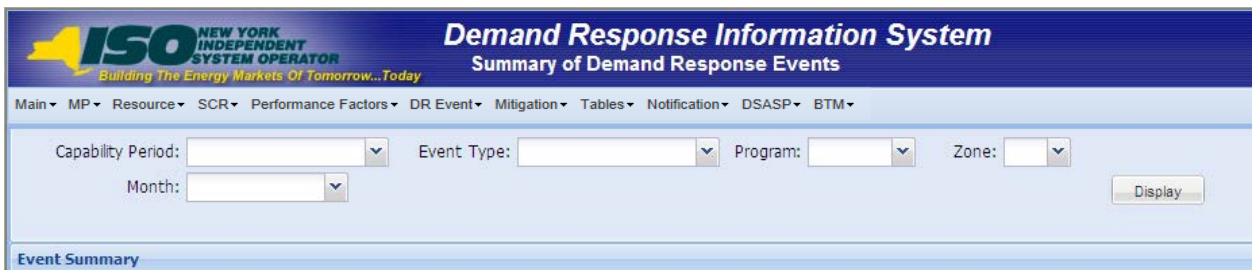 ISO NEW YORK INDEPENDENT SYSTEM OPERATOR
Building The Energy Markets Of Tomorrow...Today
Demand Response Information System
Summary of Demand Response Events
Main MP Resource SCR Performance Factors DR Event Mitigation Tables Notification DSASP BTM
Capability Period: Event Type: Program: Zone:
Month: Display
Event Summary